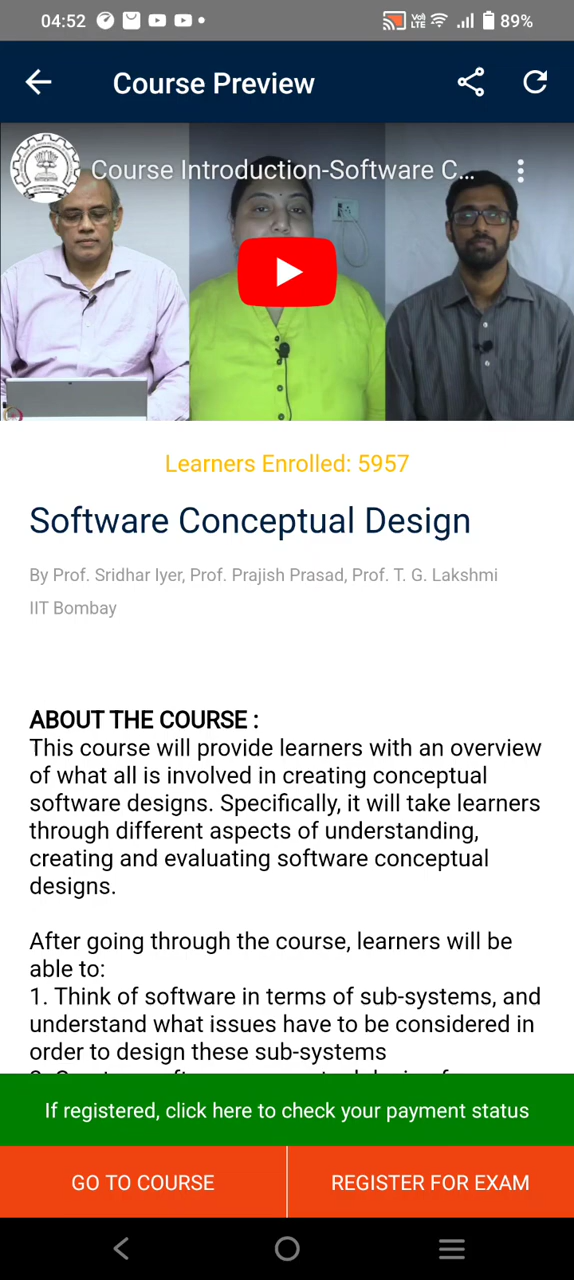 04:52
VoI)
LTE
89%
Course Preview
Course Introduction-Software C...
Learners Enrolled: 5957
Software Conceptual Design
By Prof. Sridhar Iyer, Prof. Prajish Prasad, Prof. T. G. Lakshmi
IIT Bombay
ABOUT THE COURSE :
This course will provide learners with an overview
of what all is involved in creating conceptual
software designs. Specifically, it will take learners
through different aspects of understanding,
creating and evaluating software conceptual
designs.
After going through the course, learners will be
able to:
1. Think of software in terms of sub-systems, and
understand what issues have to be considered in
order to design these sub-systems
If registered, click here to check your payment status
GO TO COURSE
REGISTER FOR EXAM